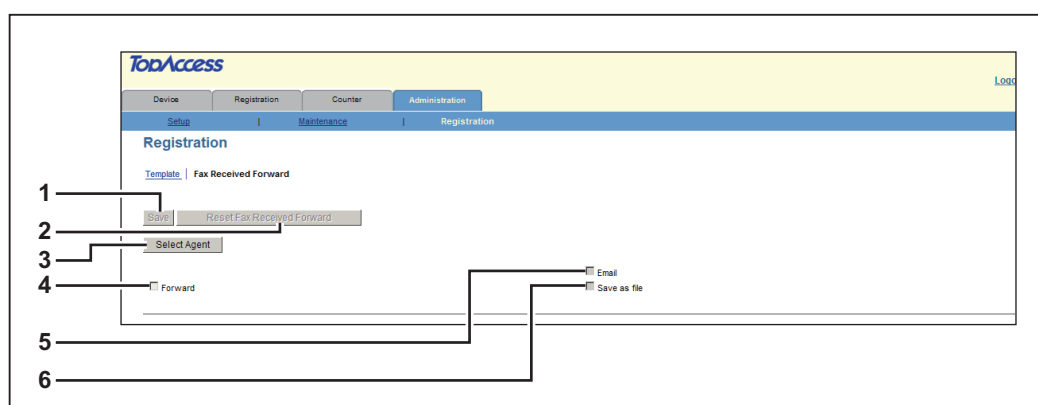 TopAccess
Logo
Device Registration Counter Administration
Setup | Maintenance | Registration
Registration
Template | Fax Received Forward
1
Save Reset Fax Received Forward
2
Select Agent
3
Email
4
Forward Save as file
5
6